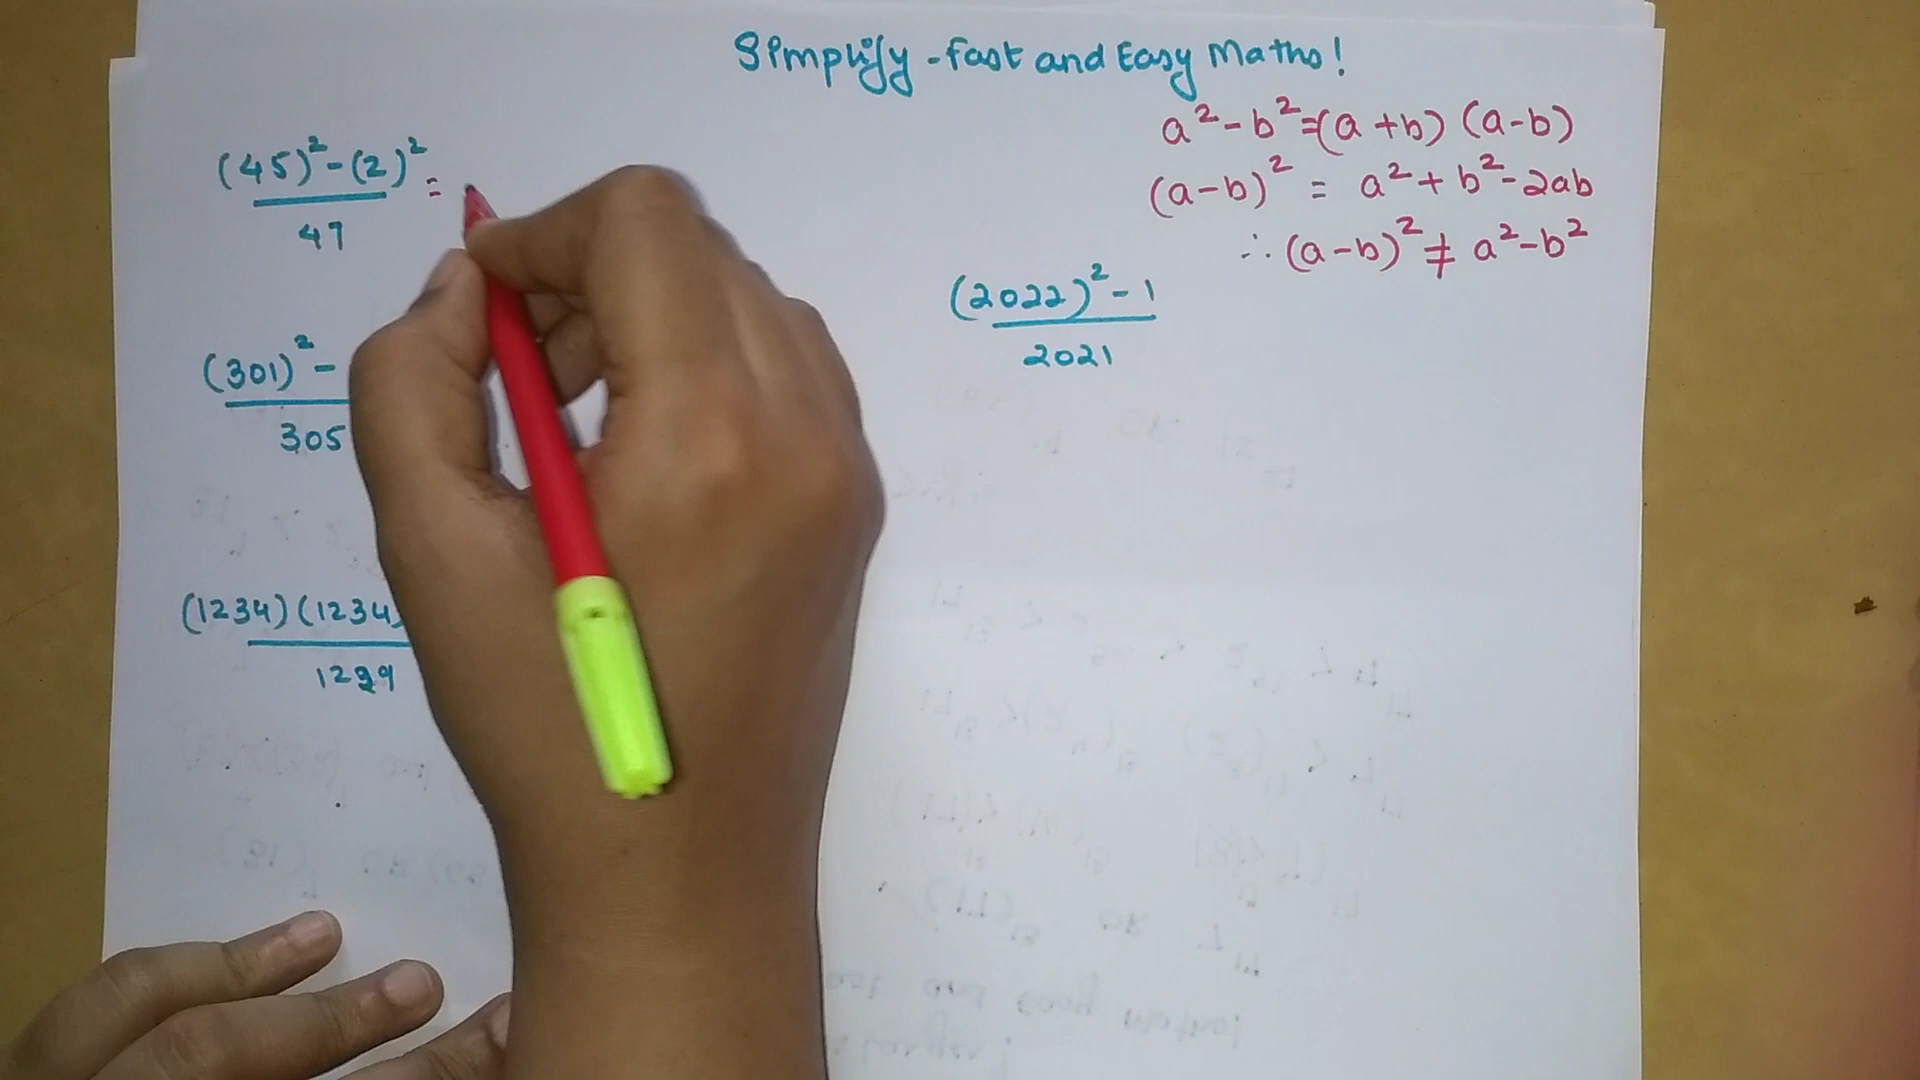 Simplify - Fast and Easy Maths!
a² - b² = (a + b) (a - b)
(a - b)² = a² + b² - 2ab
∴ (a - b)² ≠ a² - b²
(45)² - (2)² =
47
(2022)² - 1
2021
(301)² -
305
(1234)(1234)